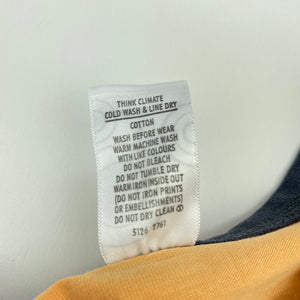 THINK CLIMATE
COLD WASH & LINE DRY
COTTON
WASH BEFORE WEAR
WARM MACHINE WASH
WITH LIKE COLOURS
DO NOT BLEACH
DO NOT TUMBLE DRY
WARM IRON INSIDE OUT
(DO NOT IRON PRINTS
OR EMBELLISHMENTS)
DO NOT DRY CLEAN
5126 8761